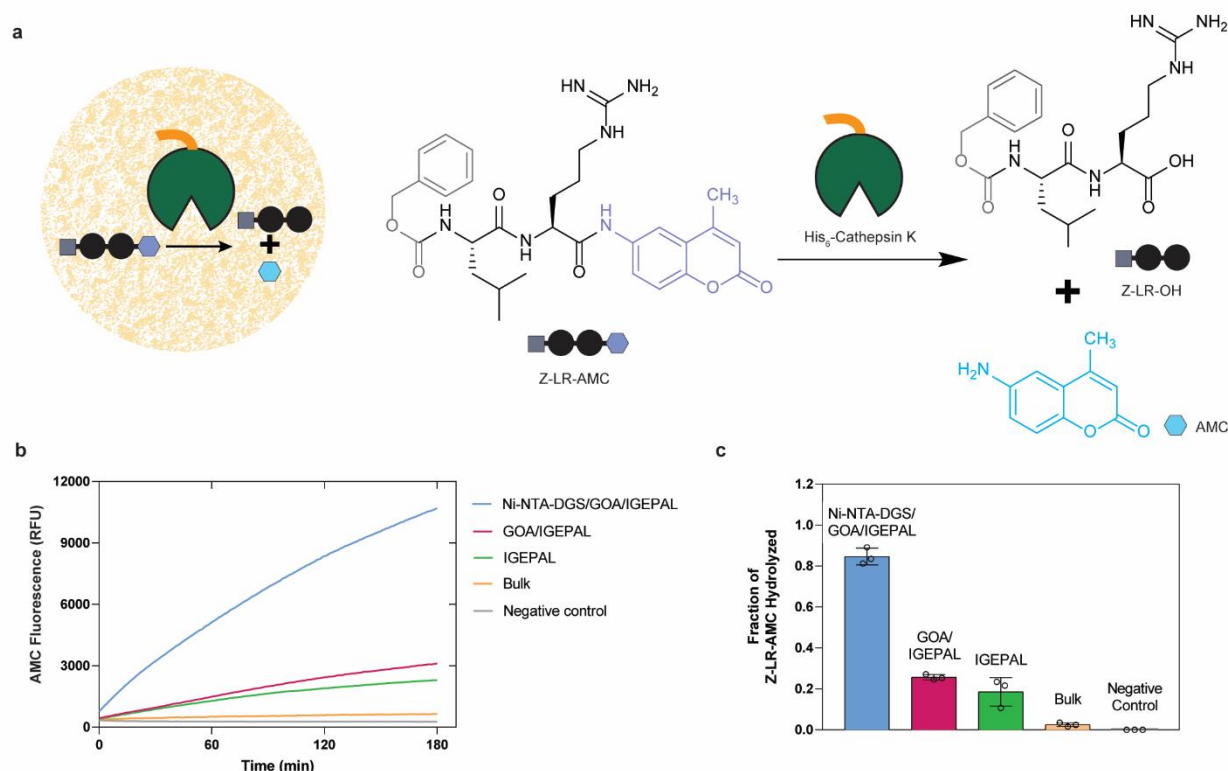 a
NH
HN
NH₂
NH
O
O
H
N
N
H
H
N
O
O
CH₃
O
O
Z-LR-AMC
His₆-Cathepsin K
NH
HN
NH₂
NH
O
O
H
N
N
H
O
OH
O
Z-LR-OH
CH₃
H₂N
O
O
AMC
b
12000
9000
6000
3000
0
0
60
120
180
AMC Fluorescence (RFU)
Time (min)
Ni-NTA-DGS/GOA/IGEPAL
GOA/IGEPAL
IGEPAL
Bulk
Negative control
c
1.2
1.0
0.8
0.6
0.4
0.2
0.0
Fraction of
Z-LR-AMC Hydrolyzed
Ni-NTA-DGS/
GOA/IGEPAL
GOA/
IGEPAL
IGEPAL
Bulk
Negative
Control